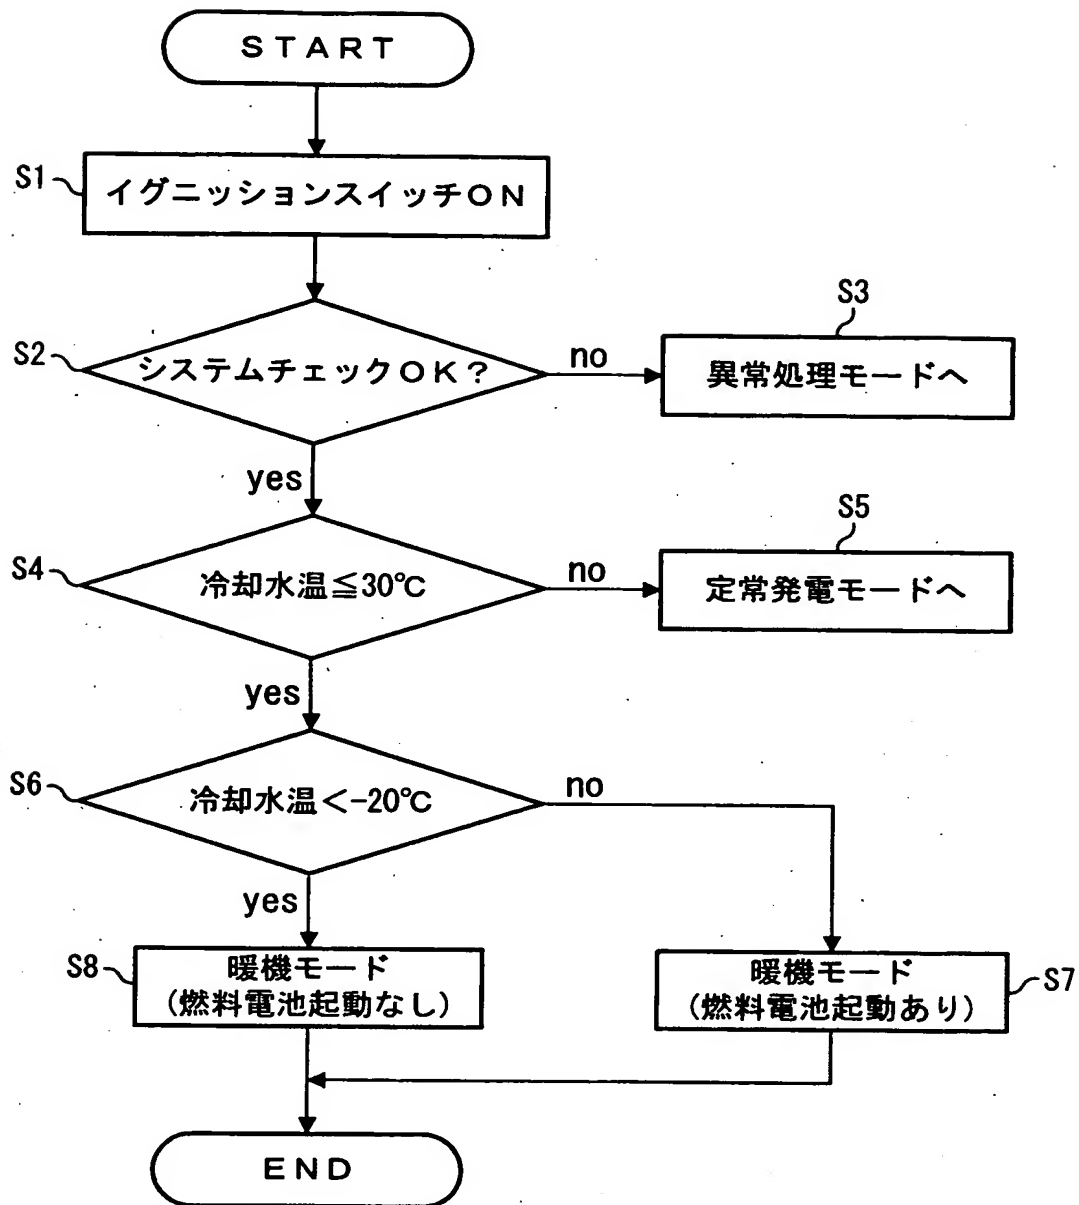 START
S1
イグニッションスイッチON
S2
システムチェックOK?
no
S3
異常処理モードへ
yes
S4
冷却水温≦30℃
no
S5
定常発電モードへ
yes
S6
冷却水温<-20℃
no
yes
S8
暖機モード
(燃料電池起動なし)
暖機モード
(燃料電池起動あり)
S7
END